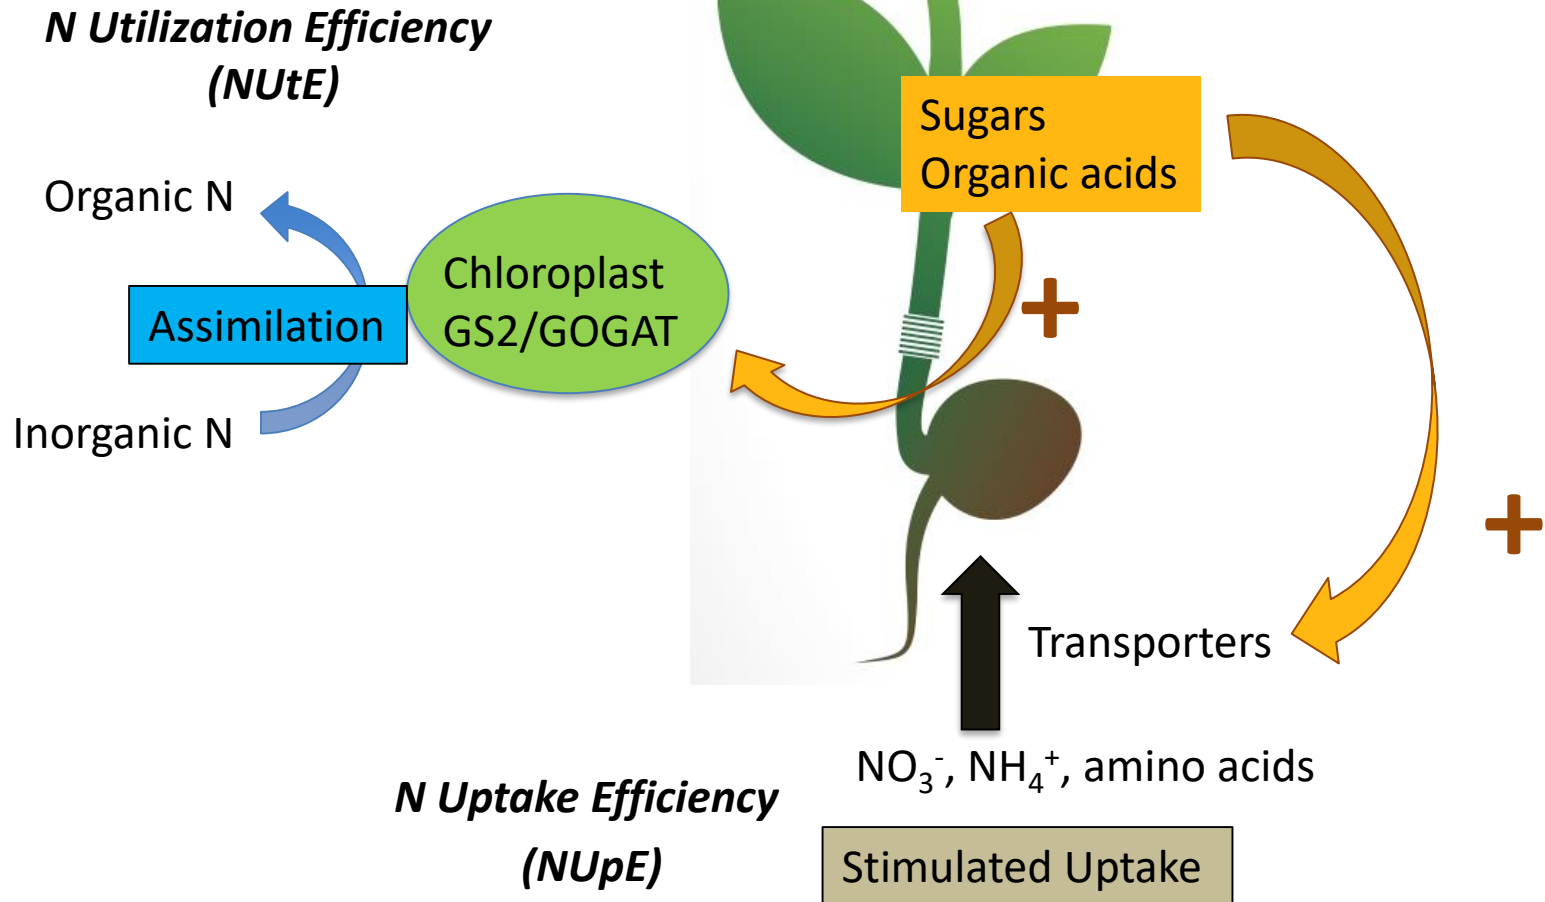 N Utilization Efficiency
(NUtE)
Sugars
Organic acids
Organic N
Chloroplast
GS2/GOGAT
Assimilation
+
Inorganic N
+
Transporters
NO₃⁻, NH₄⁺, amino acids
N Uptake Efficiency
(NUpE)
Stimulated Uptake